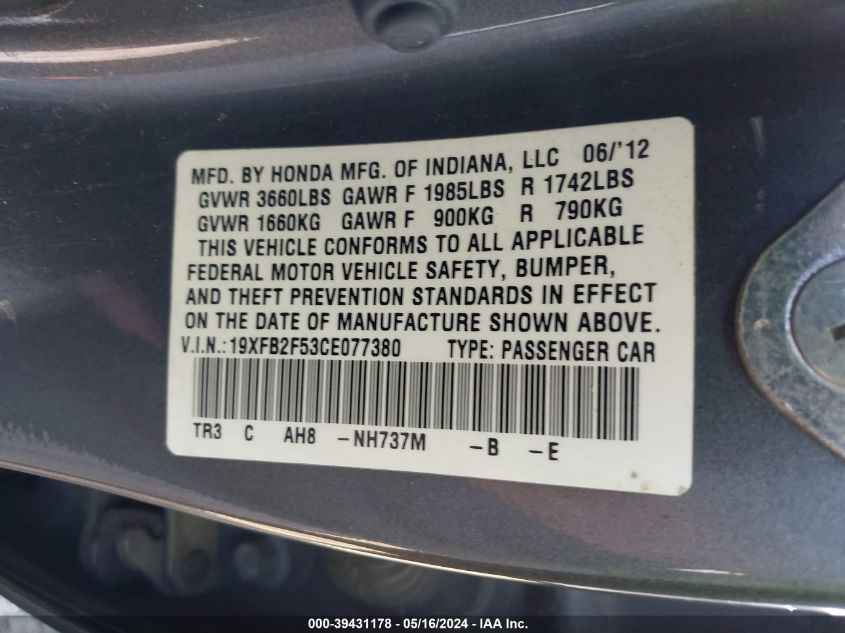 MFD. BY HONDA MFG. OF INDIANA, LLC 06/'12
GVWR 3660LBS GAWR F 1985LBS R 1742LBS
GVWR 1660KG GAWR F 900KG R 790KG
THIS VEHICLE CONFORMS TO ALL APPLICABLE
FEDERAL MOTOR VEHICLE SAFETY, BUMPER,
AND THEFT PREVENTION STANDARDS IN EFFECT
ON THE DATE OF MANUFACTURE SHOWN ABOVE.
V.I.N.:19XFB2F53CE077380 TYPE: PASSENGER CAR
TR3 C AH8 -NH737M -B -E
000-39431178 - 05/16/2024 - IAA Inc.